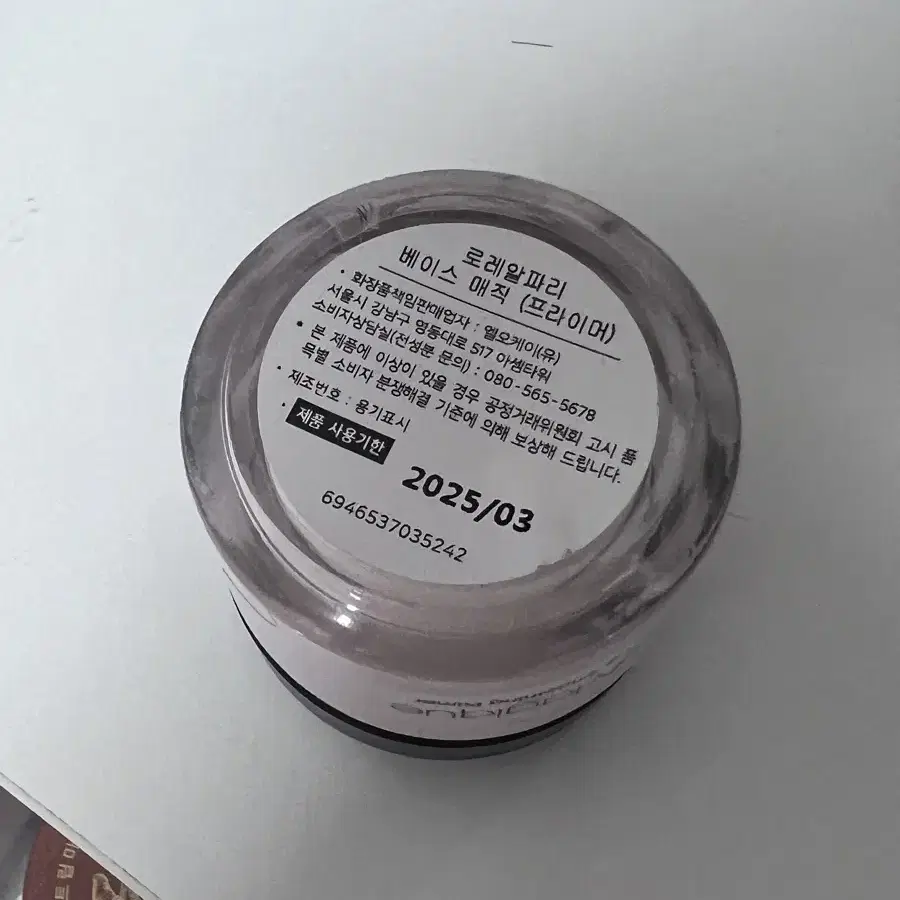 로레알파리
베이스 매직 (프라이머)
• 화장품책임판매업자 : 엘오케이(유)
서울시 강남구 영동대로 517 아셈타워
소비자상담실(전성분 문의) : 080-565-5678
• 본 제품에 이상이 있을 경우 공정거래위원회 고시 품
목별 소비자 분쟁해결 기준에 의해 보상해 드립니다.
• 제조번호 : 용기표시
제품 사용기한
2025/03
6946537035242